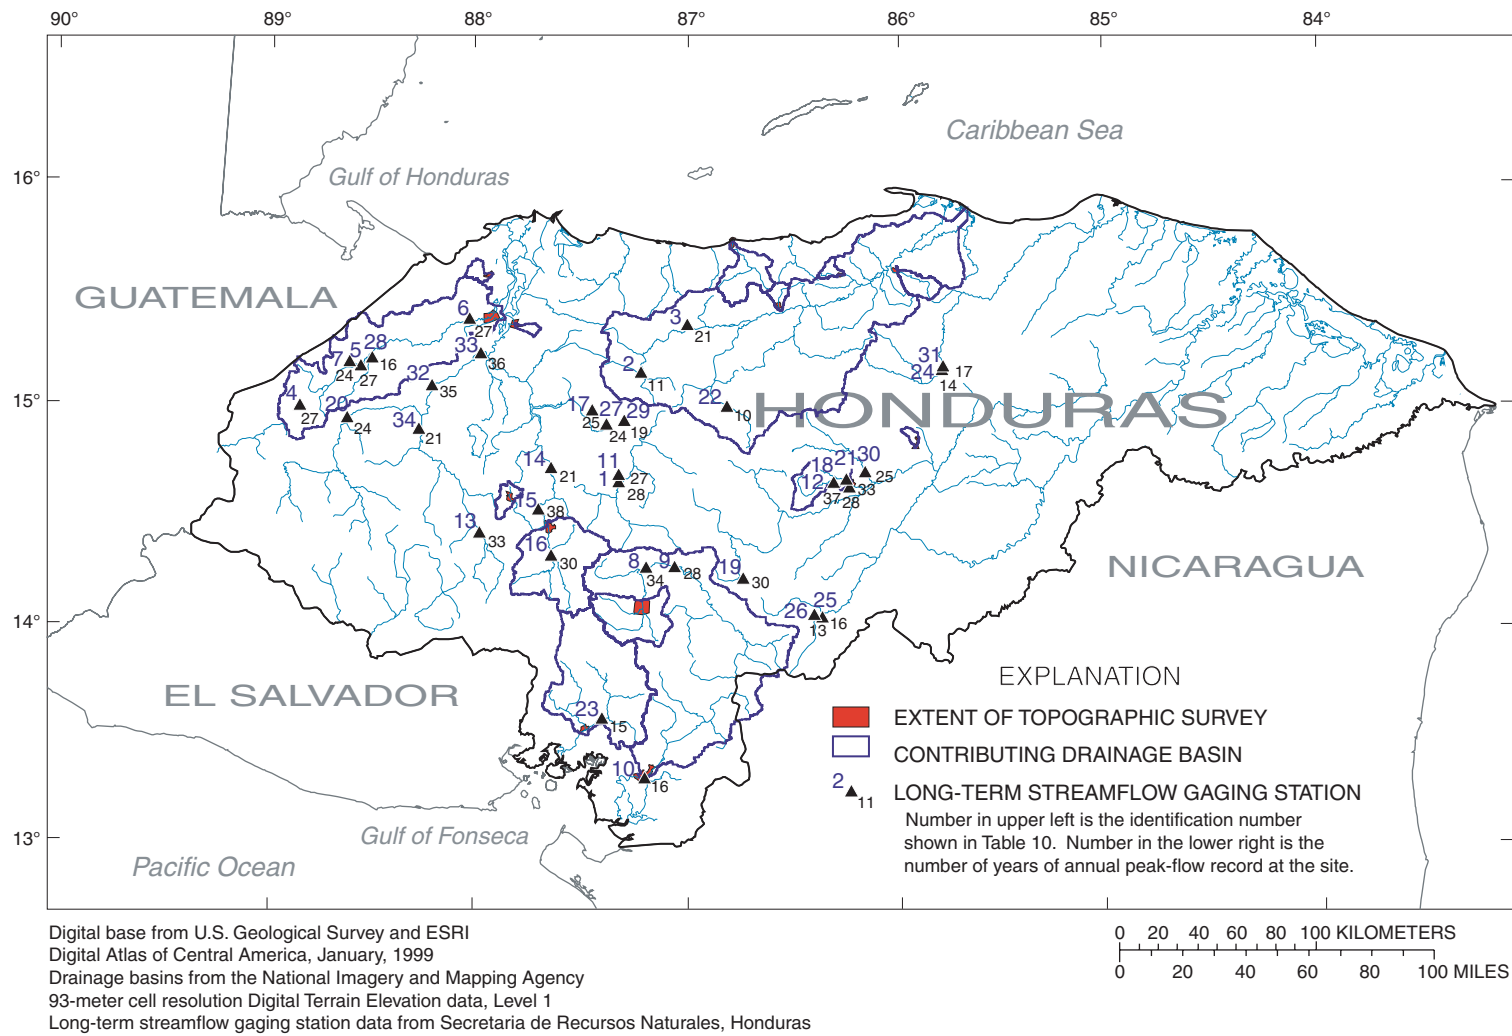 90° 89° 88° 87° 86° 85° 84°
Caribbean Sea
16°
Gulf of Honduras
GUATEMALA
6
27
3
21
33
36
7 5 28
24 27 16
32
35
2
11
31
24 17
14
4
27
15°
20
24
34
21
17 27 29
25 24 19
22
10
HONDURAS
14
21
11
1 27
28
18 21 30
12
37 28 33 25
15
38
13
33
16
30
8 9
34 28
19
30
NICARAGUA
14°
26 25
13 16
EL SALVADOR
23
15
10
16
EXPLANATION
EXTENT OF TOPOGRAPHIC SURVEY
CONTRIBUTING DRAINAGE BASIN
2
11
LONG-TERM STREAMFLOW GAGING STATION
Number in upper left is the identification number
shown in Table 10. Number in the lower right is the
number of years of annual peak-flow record at the site.
13°
Gulf of Fonseca
Pacific Ocean
Digital base from U.S. Geological Survey and ESRI
Digital Atlas of Central America, January, 1999
Drainage basins from the National Imagery and Mapping Agency
93-meter cell resolution Digital Terrain Elevation data, Level 1
Long-term streamflow gaging station data from Secretaria de Recursos Naturales, Honduras
0 20 40 60 80 100 KILOMETERS
0 20 40 60 80 100 MILES